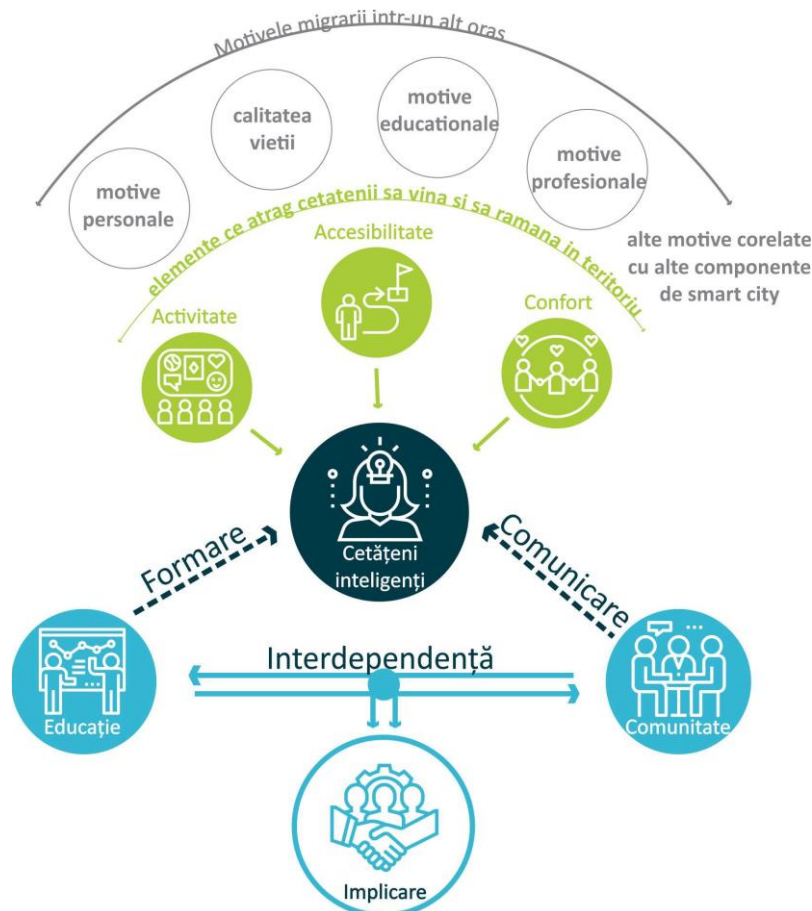 Motivele migrarii intr-un alt oras
motive
educationale
calitatea
vietii
motive
profesionale
motive
personale
elemente ce atrag cetatenii sa vina si sa ramana in teritoriu
alte motive corelate
cu alte componente
de smart city
Accesibilitate
Activitate
Confort
Cetățeni
inteligenți
Formare
Comunicare
Interdependență
Educație
Comunitate
Implicare